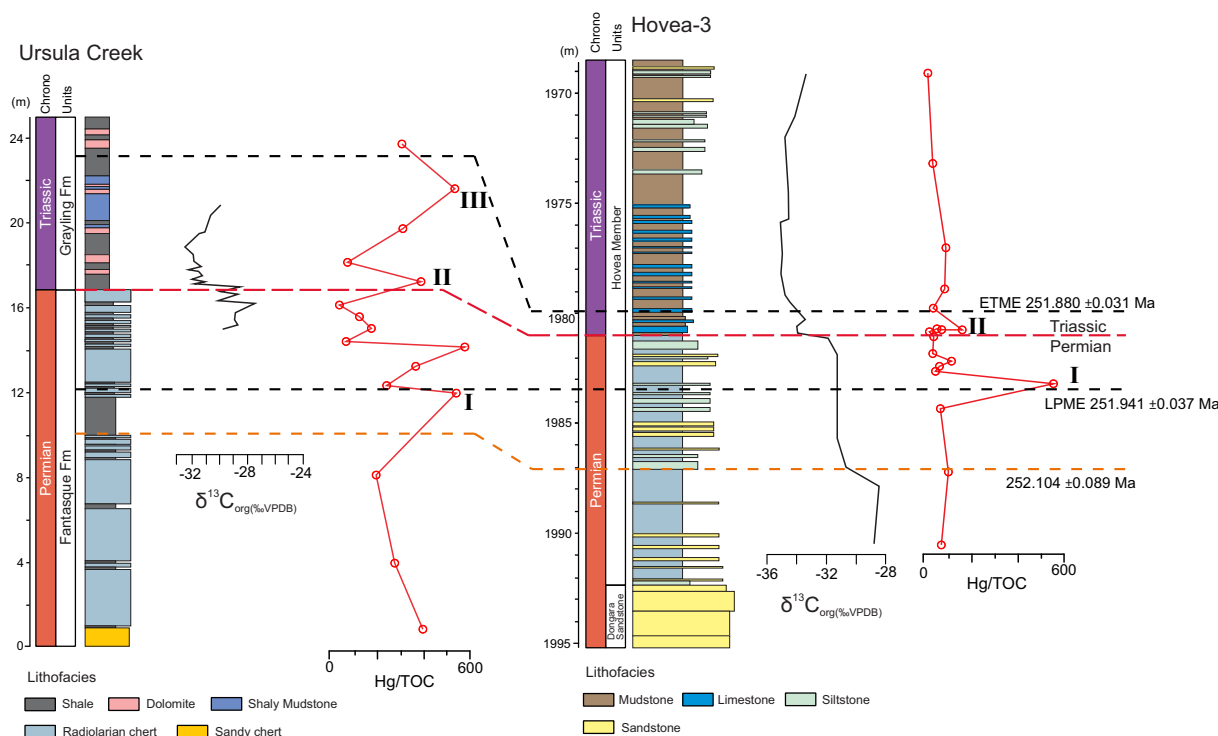 Ursula Creek
(m)
Chrono
Units
24
20
16
12
8
4
0
Triassic
Permian
Grayling Fm
Fantasque Fm
-32
-28
-24
δ¹³Corg(‰VPDB)
III
II
I
0
600
Hg/TOC
Lithofacies
Shale
Dolomite
Shaly Mudstone
Radiolarian chert
Sandy chert
Hovea-3
(m)
Chrono
Units
1970
1975
1980
1985
1990
1995
Triassic
Permian
Hovea Member
Dongara
Sandstone
-36
-31
-28
δ¹³Corg(‰VPDB)
II
I
0
600
Hg/TOC
ETME 251.880 ±0.031 Ma
Triassic
Permian
LPME 251.941 ±0.037 Ma
252.104 ±0.089 Ma
Lithofacies
Mudstone
Limestone
Siltstone
Sandstone